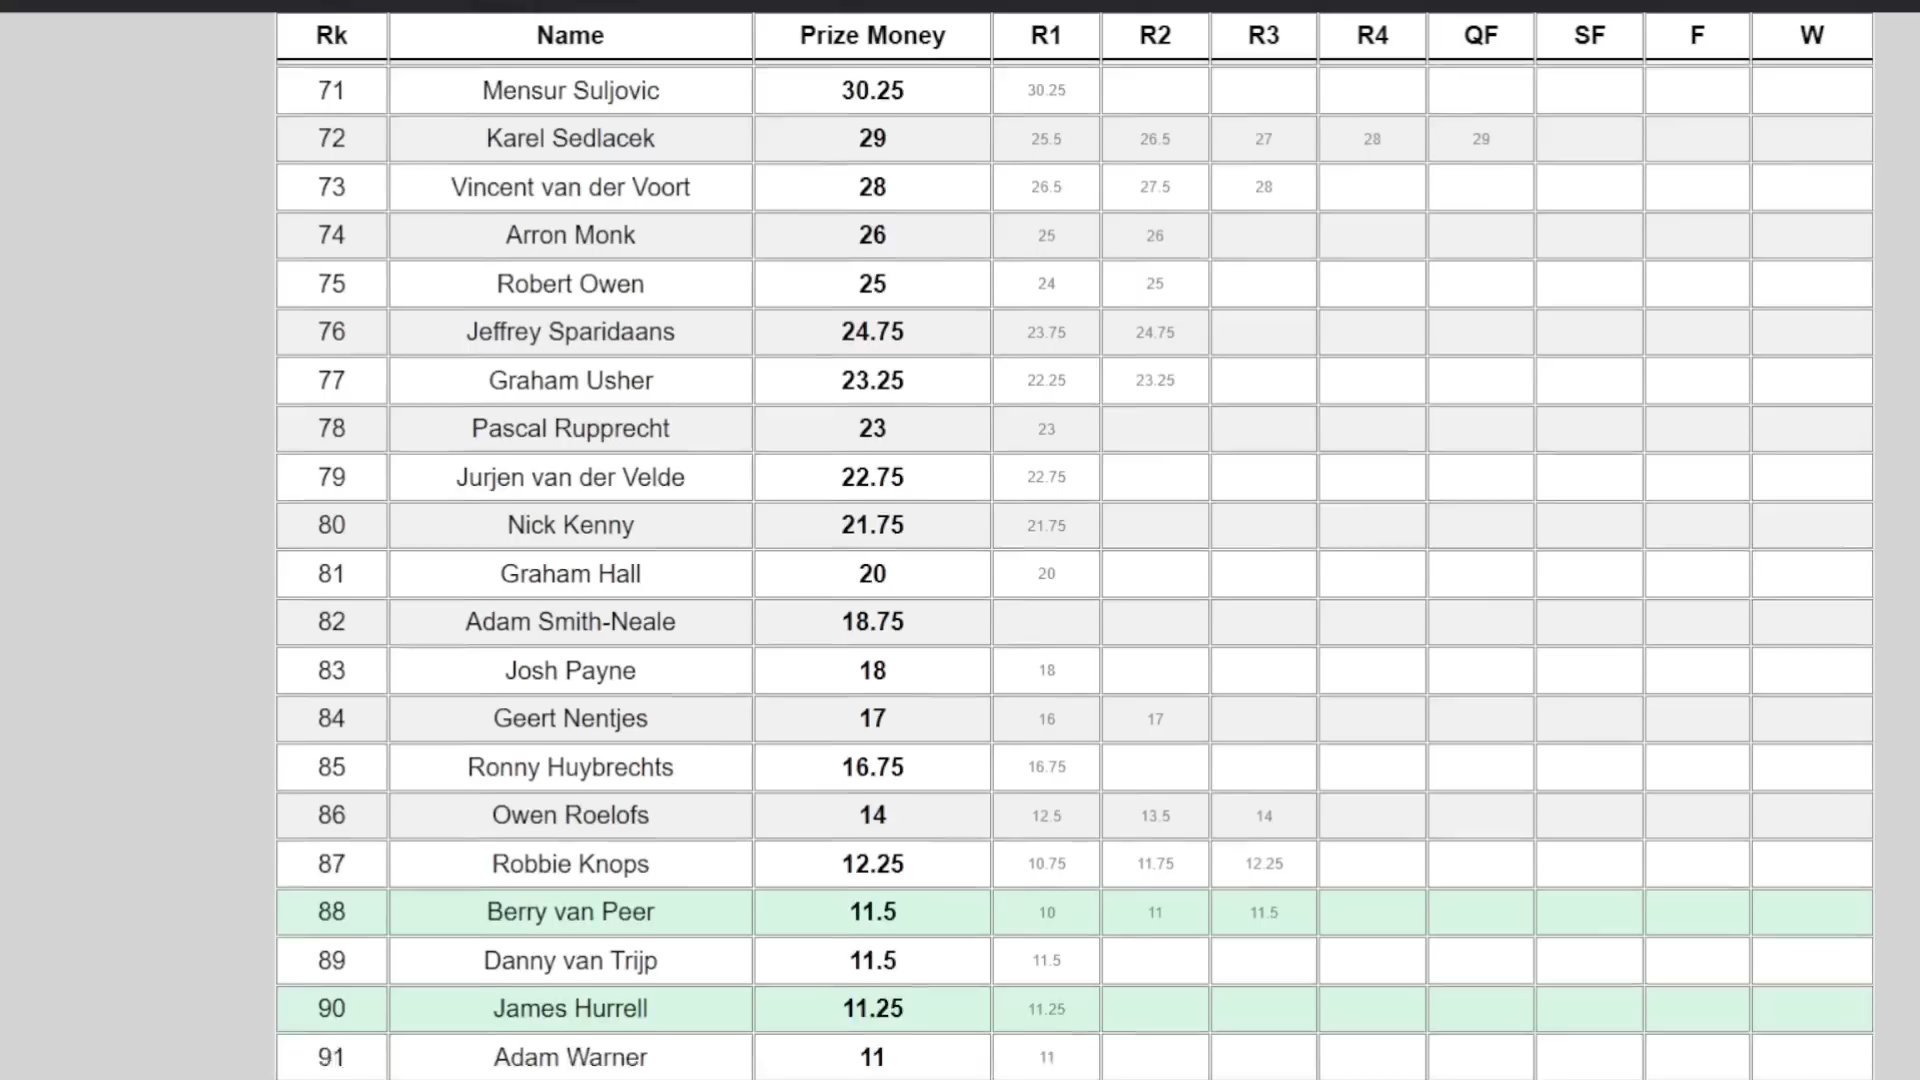 Rk Name Prize Money R1 R2 R3 R4 QF SF F W
71 Mensur Suljovic 30.25 30.25
72 Karel Sedlacek 29 25.5 26.5 27 28 29
73 Vincent van der Voort 28 26.5 27.5 28
74 Arron Monk 26 25 26
75 Robert Owen 25 24 25
76 Jeffrey Sparidaans 24.75 23.75 24.75
77 Graham Usher 23.25 22.25 23.25
78 Pascal Rupprecht 23 23
79 Jurjen van der Velde 22.75 22.75
80 Nick Kenny 21.75 21.75
81 Graham Hall 20 20
82 Adam Smith-Neale 18.75
83 Josh Payne 18 18
84 Geert Nentjes 17 16 17
85 Ronny Huybrechts 16.75 16.75
86 Owen Roelofs 14 12.5 13.5 14
87 Robbie Knops 12.25 10.75 11.75 12.25
88 Berry van Peer 11.5 10 11 11.5
89 Danny van Trijp 11.5 11.5
90 James Hurrell 11.25 11.25
91 Adam Warner 11 11